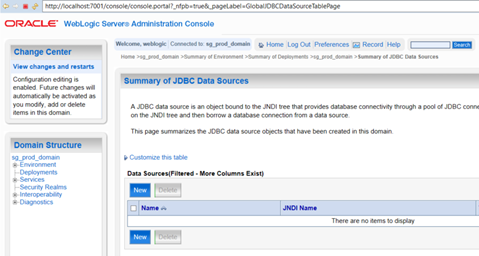 http://localhost:7001/console/console.portal?_nfpb=true&_pageLabel=GlobalJDBCDataSourceTablePage
ORACLE WebLogic Server® Administration Console
Change Center
View changes and restarts
Configuration editing is
enabled. Future changes will
automatically be activated as
you modify, add or delete
items in this domain.
Domain Structure
sg_prod_domain
Environment
Deployments
Services
Security Realms
Interoperability
Diagnostics
Welcome, weblogic Connected to: sg_prod_domain Home Log Out Preferences Record Help Search
Home >sg_prod_domain >Summary of Environment >Summary of Deployments >sg_prod_domain >Summary of JDBC Data Sources
Summary of JDBC Data Sources
A JDBC data source is an object bound to the JNDI tree that provides database connectivity through a pool of JDBC conne
on the JNDI tree and then borrow a database connection from a data source.
This page summarizes the JDBC data source objects that have been created in this domain.
Customize this table
Data Sources(Filtered - More Columns Exist)
New Delete
Name JNDI Name
There are no items to display
New Delete